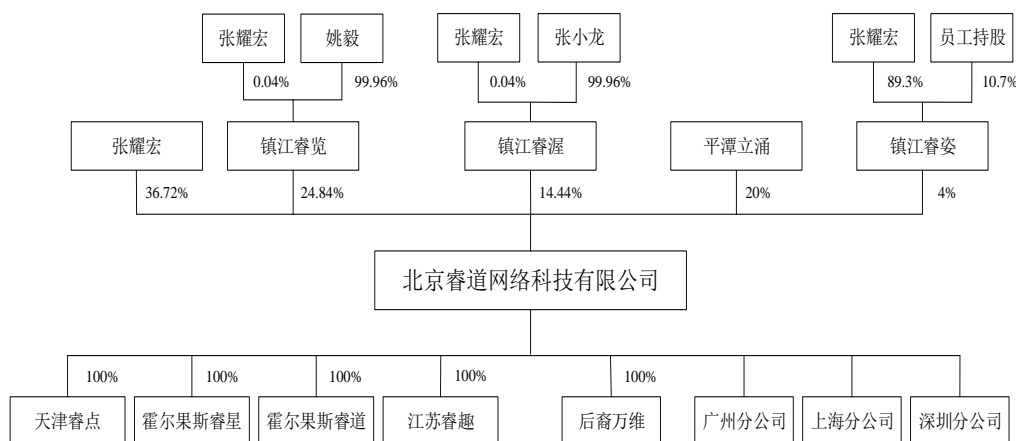 张耀宏 姚毅 张耀宏 张小龙 张耀宏 员工持股
0.04% 99.96% 0.04% 99.96% 89.3% 10.7%
张耀宏 镇江睿览 镇江睿渥 平潭立涌 镇江睿姿
36.72% 24.84% 14.44% 20% 4%
北京睿道网络科技有限公司
100% 100% 100% 100% 100%
天津睿点 霍尔果斯睿星 霍尔果斯睿道 江苏睿趣 后裔万维 广州分公司 上海分公司 深圳分公司